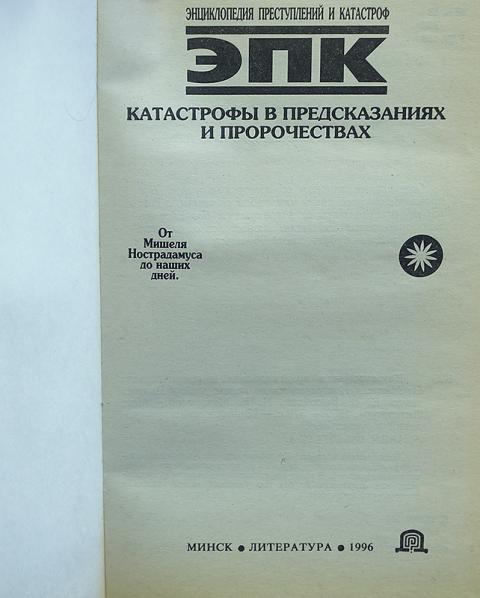 ЭНЦИКЛОПЕДИЯ ПРЕСТУПЛЕНИЙ И КАТАСТРОФ
ЭПК
КАТАСТРОФЫ В ПРЕДСКАЗАНИЯХ
И ПРОРОЧЕСТВАХ
От
Мишеля
Нострадамуса
до наших
дней.
МИНСК ● ЛИТЕРАТУРА ● 1996